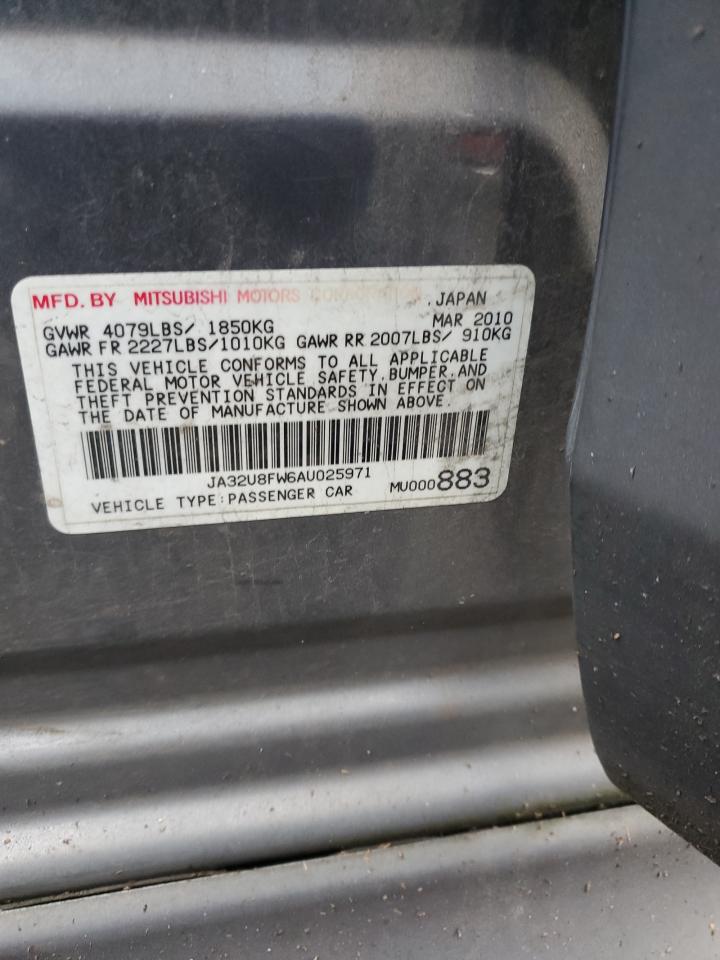 MFD. BY MITSUBISHI MOTORS CORPORATION, JAPAN
GVWR 4079LBS/ 1850KG MAR 2010
GAWR FR 2227LBS/1010KG GAWR RR 2007LBS/ 910KG
THIS VEHICLE CONFORMS TO ALL APPLICABLE
FEDERAL MOTOR VEHICLE SAFETY, BUMPER, AND
THEFT PREVENTION STANDARDS IN EFFECT ON
THE DATE OF MANUFACTURE SHOWN ABOVE.
JA32U8FW6AU025971
VEHICLE TYPE:PASSENGER CAR MU000883